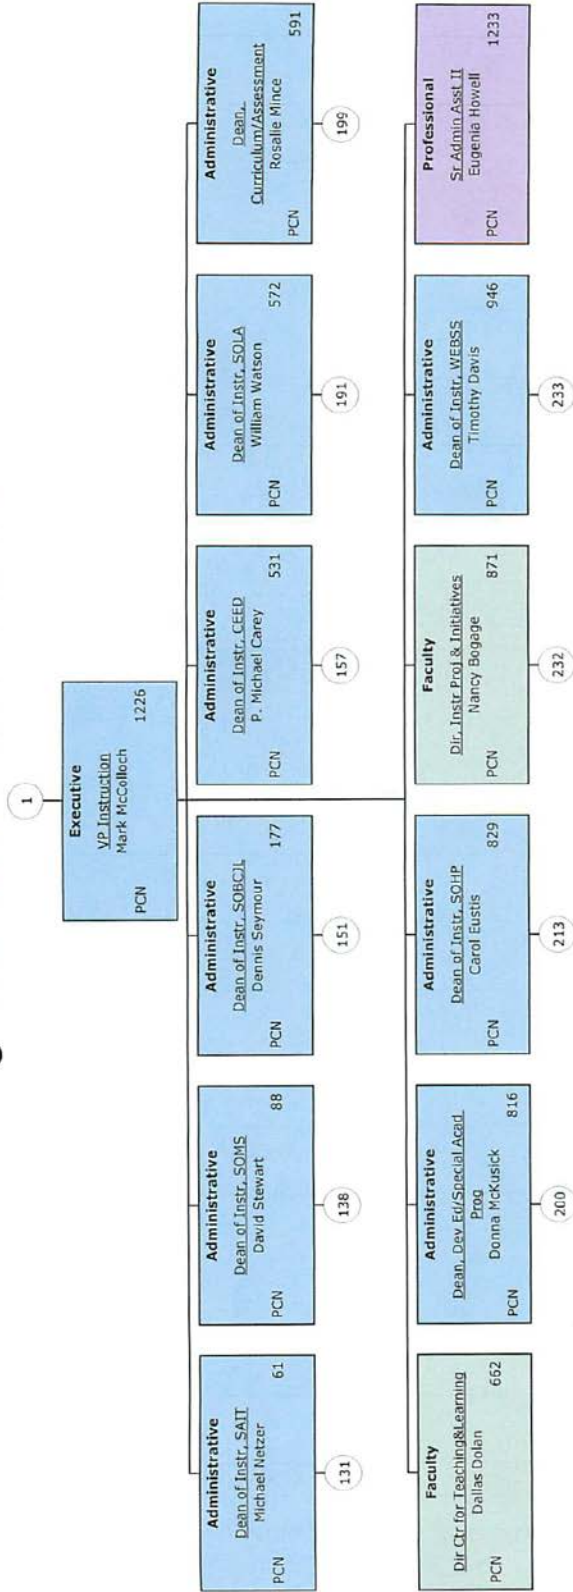 1
Executive
VP Instruction
Mark McColloch
PCN 1226
Administrative
Dean of Instr, SAIT
Michael Netzer
PCN 61
131
Administrative
Dean of Instr, SOMS
David Stewart
PCN 88
138
Administrative
Dean of Instr, SOBCJL
Dennis Seymour
PCN 177
151
Administrative
Dean of Instr, CEED
P. Michael Carey
PCN 531
157
Administrative
Dean of Instr, SOLA
William Watson
PCN 572
191
Administrative
Dean,
Curriculum/Assessment
Rosalie Mince
PCN 591
199
Faculty
Dir Ctr for Teaching&Learning
Dallas Dolan
PCN 662
Administrative
Dean, Dev Ed/Special Acad
Prog
Donna McKusick
PCN 816
200
Administrative
Dean of Instr, SOHP
Carol Eustis
PCN 829
213
Faculty
Dir, Instr Proj & Initiatives
Nancy Bogage
PCN 871
232
Administrative
Dean of Instr, WEBSS
Timothy Davis
PCN 946
233
Professional
Sr Admin Asst II
Eugenia Howell
PCN 1233